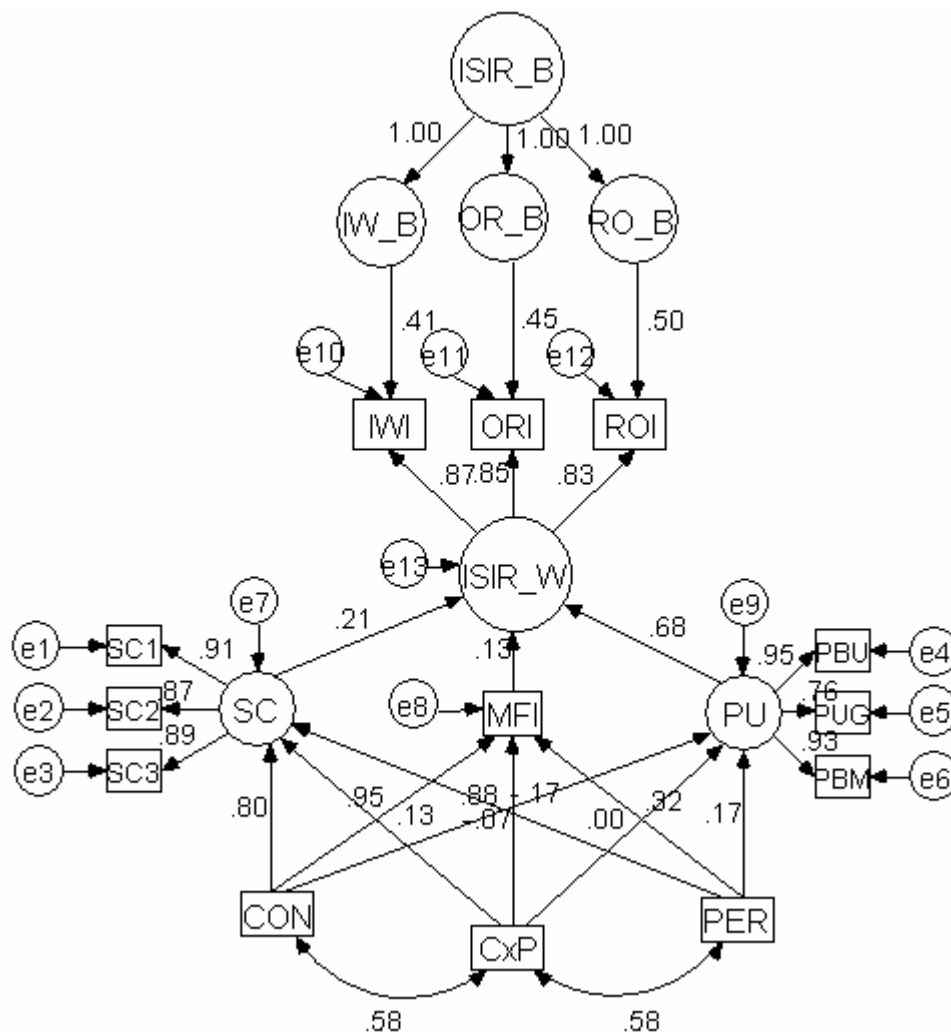 ISIR_B
1.00 1.00 1.00
IW_B OR_B RO_B
.41 .45 .50
e10 e11 e12
IWI ORI ROI
.87 .85 .83
e13 ISIR_W
e7 e9
.21 .13 .68
e1 SC1 .91 .95 PBU e4
e2 SC2 .87 SC e8 MFI PU .76 PUG e5
e3 SC3 .89 .93 PBM e6
.80 .95 .13 .88 -.07 -.17 .00 .32 .17
CON CxP PER
.58 .58